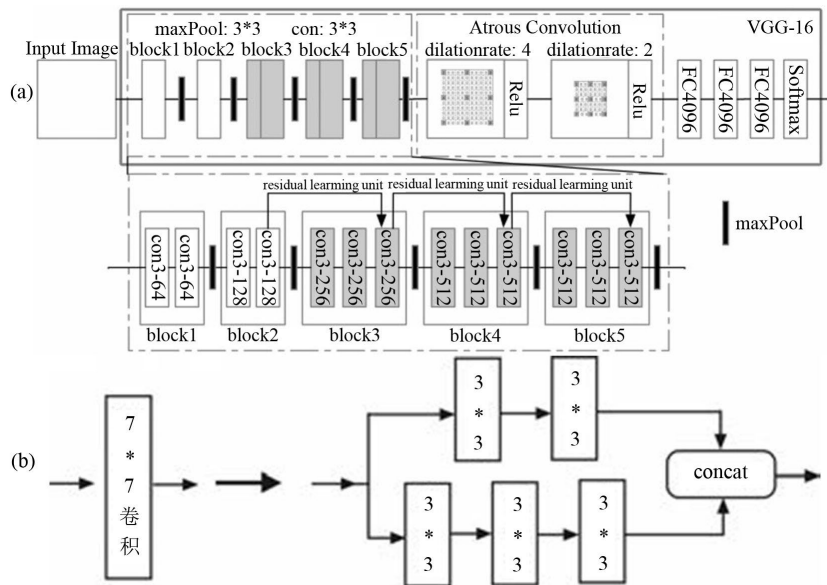 maxPool: 3*3 con: 3*3
Atrous Convolution
VGG-16
Input Image
block1 block2 block3 block4 block5
dilationrate: 4
dilationrate: 2
(a)
Relu
Relu
FC4096
FC4096
FC4096
Softmax
residual learming unit
residual learming unit
residual learming unit
con3-64
con3-64
con3-128
con3-128
con3-256
con3-256
con3-256
con3-512
con3-512
con3-512
con3-512
con3-512
con3-512
maxPool
block1
block2
block3
block4
block5
(b)
7
*
7
卷
积
3
*
3
3
*
3
3
*
3
3
*
3
3
*
3
concat